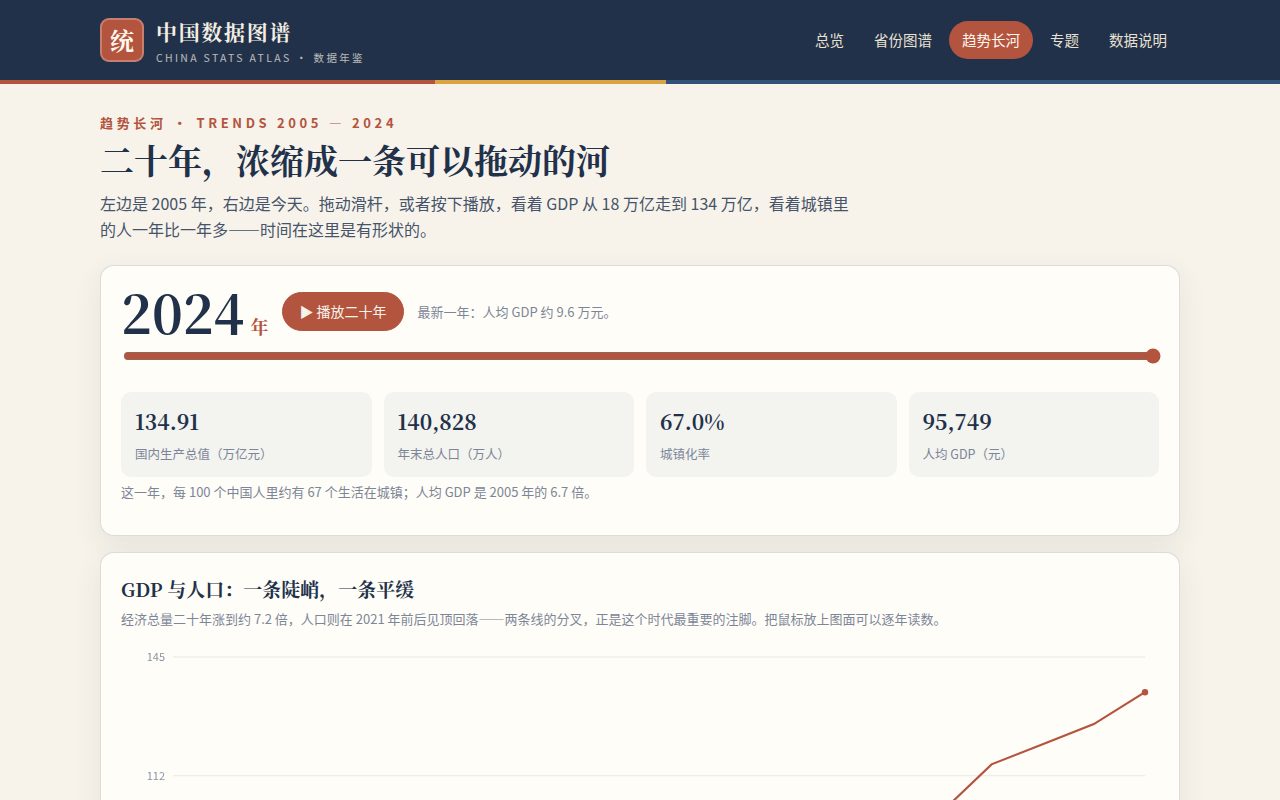 统
中国数据图谱
CHINA STATS ATLAS · 数据年鉴
总览 省份图谱 趋势长河 专题 数据说明
趋势长河 · TRENDS 2005 — 2024
二十年，浓缩成一条可以拖动的河
左边是 2005 年，右边是今天。拖动滑杆，或者按下播放，看着 GDP 从 18 万亿走到 134 万亿，看着城镇里
的人一年比一年多——时间在这里是有形状的。
2024 年 ▶ 播放二十年 最新一年：人均 GDP 约 9.6 万元。
134.91 140,828 67.0% 95,749
国内生产总值（万亿元） 年末总人口（万人） 城镇化率 人均 GDP（元）
这一年，每 100 个中国人里约有 67 个生活在城镇；人均 GDP 是 2005 年的 6.7 倍。
GDP 与人口：一条陡峭，一条平缓
经济总量二十年涨到约 7.2 倍，人口则在 2021 年前后见顶回落——两条线的分叉，正是这个时代最重要的注脚。把鼠标放上图面可以逐年读数。
145
112